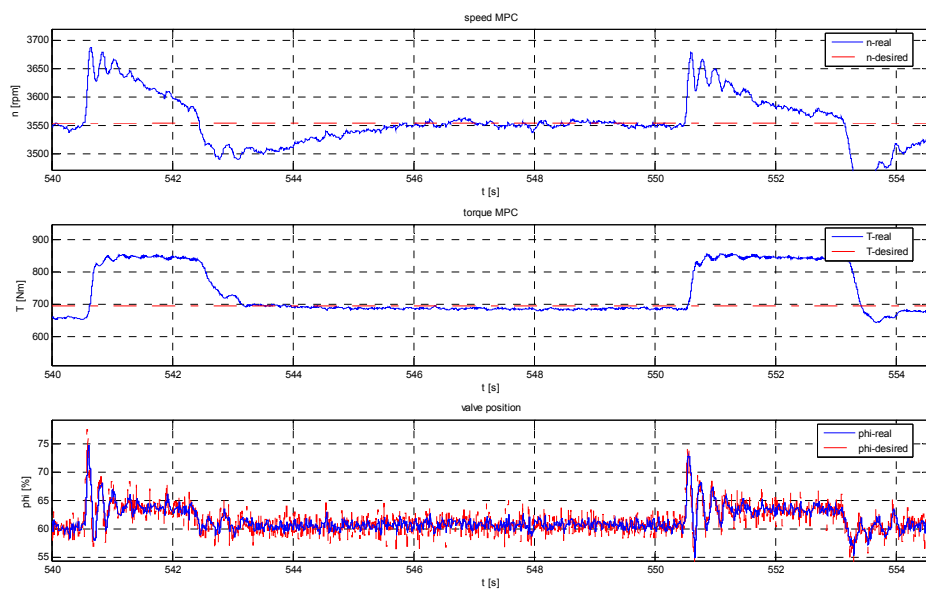 speed MPC
3700
3650
3600
3550
3500
n [rpm]
n-real
n-desired
540 542 544 546 548 550 552 554
t [s]
torque MPC
900
800
700
600
T [Nm]
T-real
T-desired
540 542 544 546 548 550 552 554
t [s]
valve position
75
70
65
60
55
phi [%]
phi-real
phi-desired
540 542 544 546 548 550 552 554
t [s]